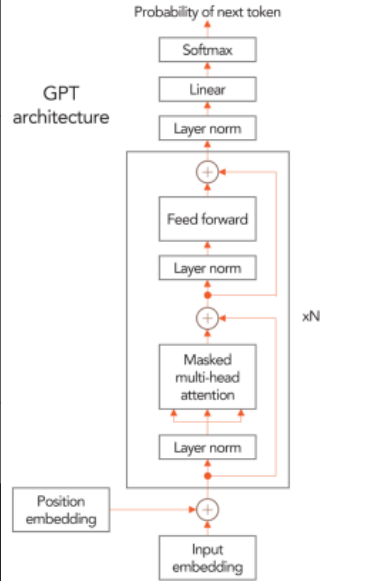 Probability of next token
Softmax
Linear
GPT
architecture
Layer norm
Feed forward
Layer norm
xN
Masked
multi-head
attention
Layer norm
Position
embedding
Input
embedding